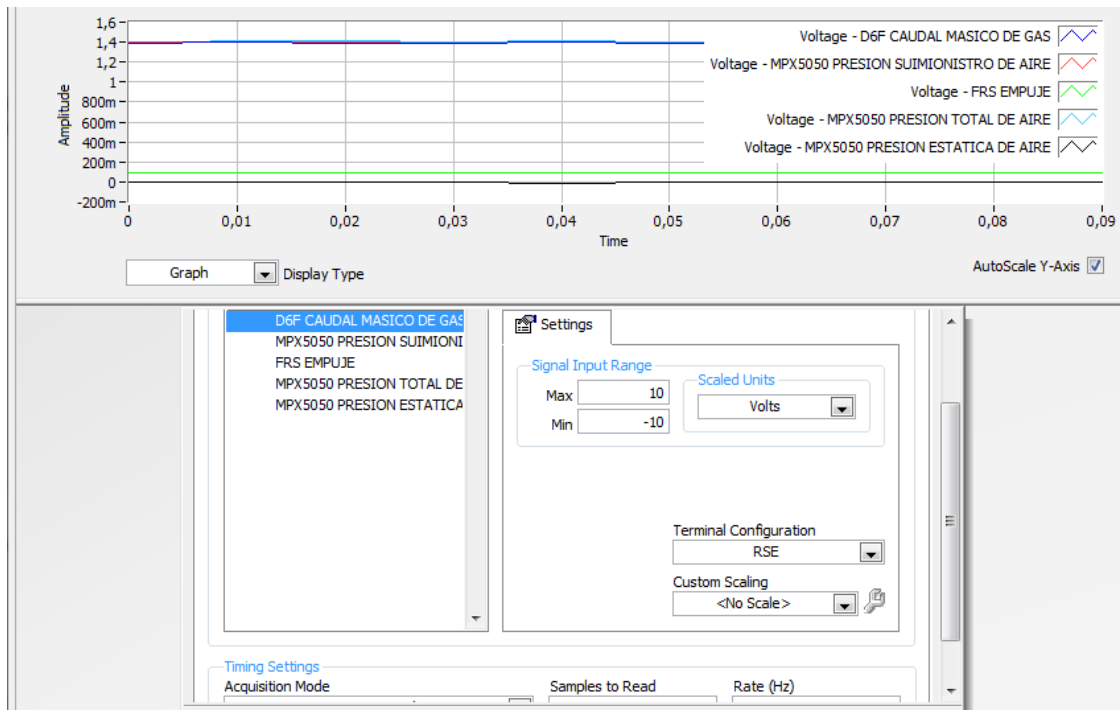 1,6
1,4
1,2
1
800m
600m
400m
200m
0
-200m
Amplitude
Voltage - D6F CAUDAL MASICO DE GAS
Voltage - MPX5050 PRESION SUIMIONISTRO DE AIRE
Voltage - FRS EMPUJE
Voltage - MPX5050 PRESION TOTAL DE AIRE
Voltage - MPX5050 PRESION ESTATICA DE AIRE
0 0,01 0,02 0,03 0,04 0,05 0,06 0,07 0,08 0,09
Time
Graph Display Type AutoScale Y-Axis
D6F CAUDAL MASICO DE GAS
MPX5050 PRESION SUIMIONI
FRS EMPUJE
MPX5050 PRESION TOTAL DE
MPX5050 PRESION ESTATICA
Settings
Signal Input Range
Max 10
Min -10
Scaled Units
Volts
Terminal Configuration
RSE
Custom Scaling
<No Scale>
Timing Settings
Acquisition Mode Samples to Read Rate (Hz)